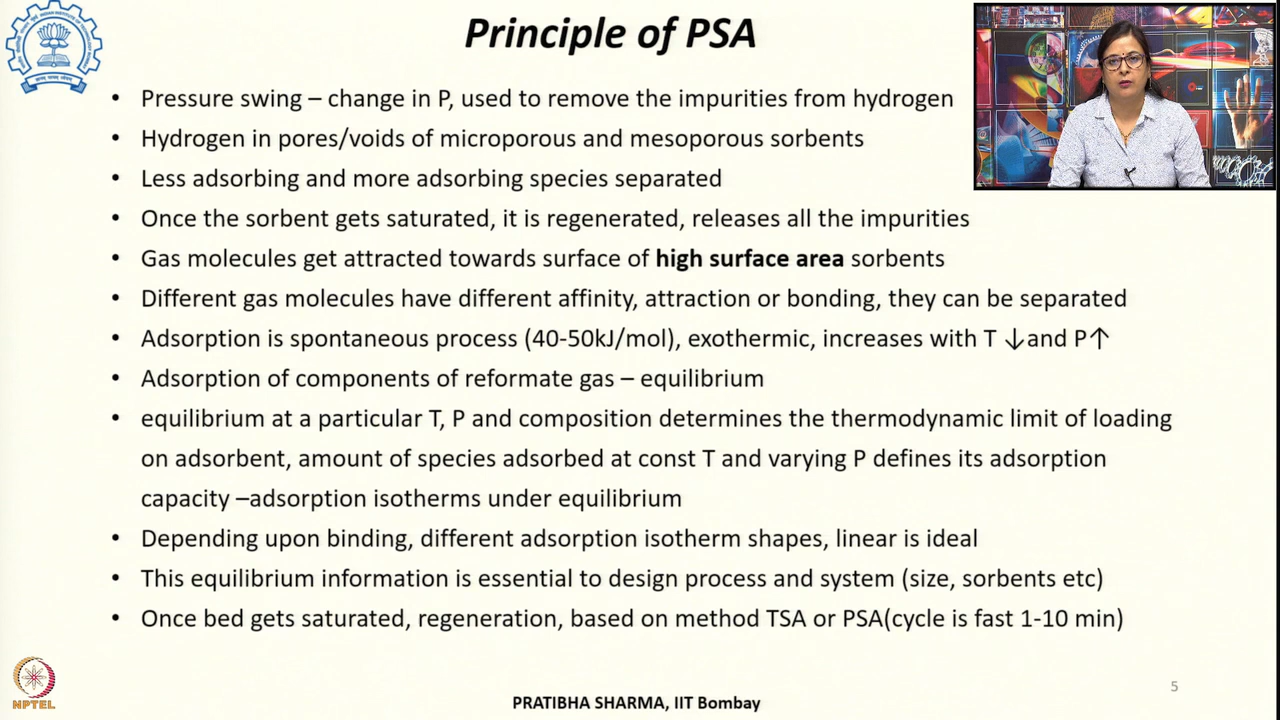 Principle of PSA
• Pressure swing – change in P, used to remove the impurities from hydrogen
• Hydrogen in pores/voids of microporous and mesoporous sorbents
• Less adsorbing and more adsorbing species separated
• Once the sorbent gets saturated, it is regenerated, releases all the impurities
• Gas molecules get attracted towards surface of high surface area sorbents
• Different gas molecules have different affinity, attraction or bonding, they can be separated
• Adsorption is spontaneous process (40-50kJ/mol), exothermic, increases with T ↓and P↑
• Adsorption of components of reformate gas – equilibrium
• equilibrium at a particular T, P and composition determines the thermodynamic limit of loading
on adsorbent, amount of species adsorbed at const T and varying P defines its adsorption
capacity –adsorption isotherms under equilibrium
• Depending upon binding, different adsorption isotherm shapes, linear is ideal
• This equilibrium information is essential to design process and system (size, sorbents etc)
• Once bed gets saturated, regeneration, based on method TSA or PSA(cycle is fast 1-10 min)
5
NPTEL
PRATIBHA SHARMA, IIT Bombay